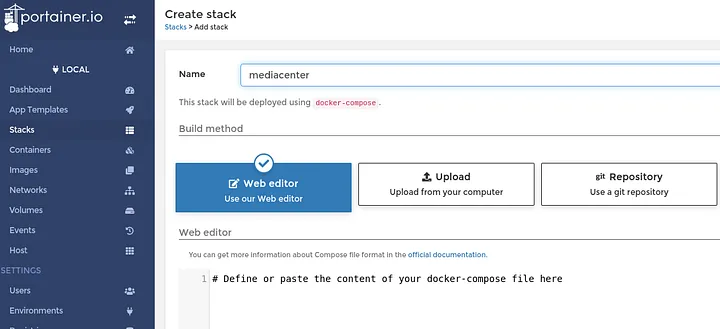 portainer.io
Home
LOCAL
Dashboard
App Templates
Stacks
Containers
Images
Networks
Volumes
Events
Host
SETTINGS
Users
Environments
Create stack
Stacks > Add stack
Name
mediacenter
This stack will be deployed using docker-compose.
Build method
Web editor
Use our Web editor
Upload
Upload from your computer
git Repository
Use a git repository
Web editor
You can get more information about Compose file format in the official documentation.
1 # Define or paste the content of your docker-compose file here